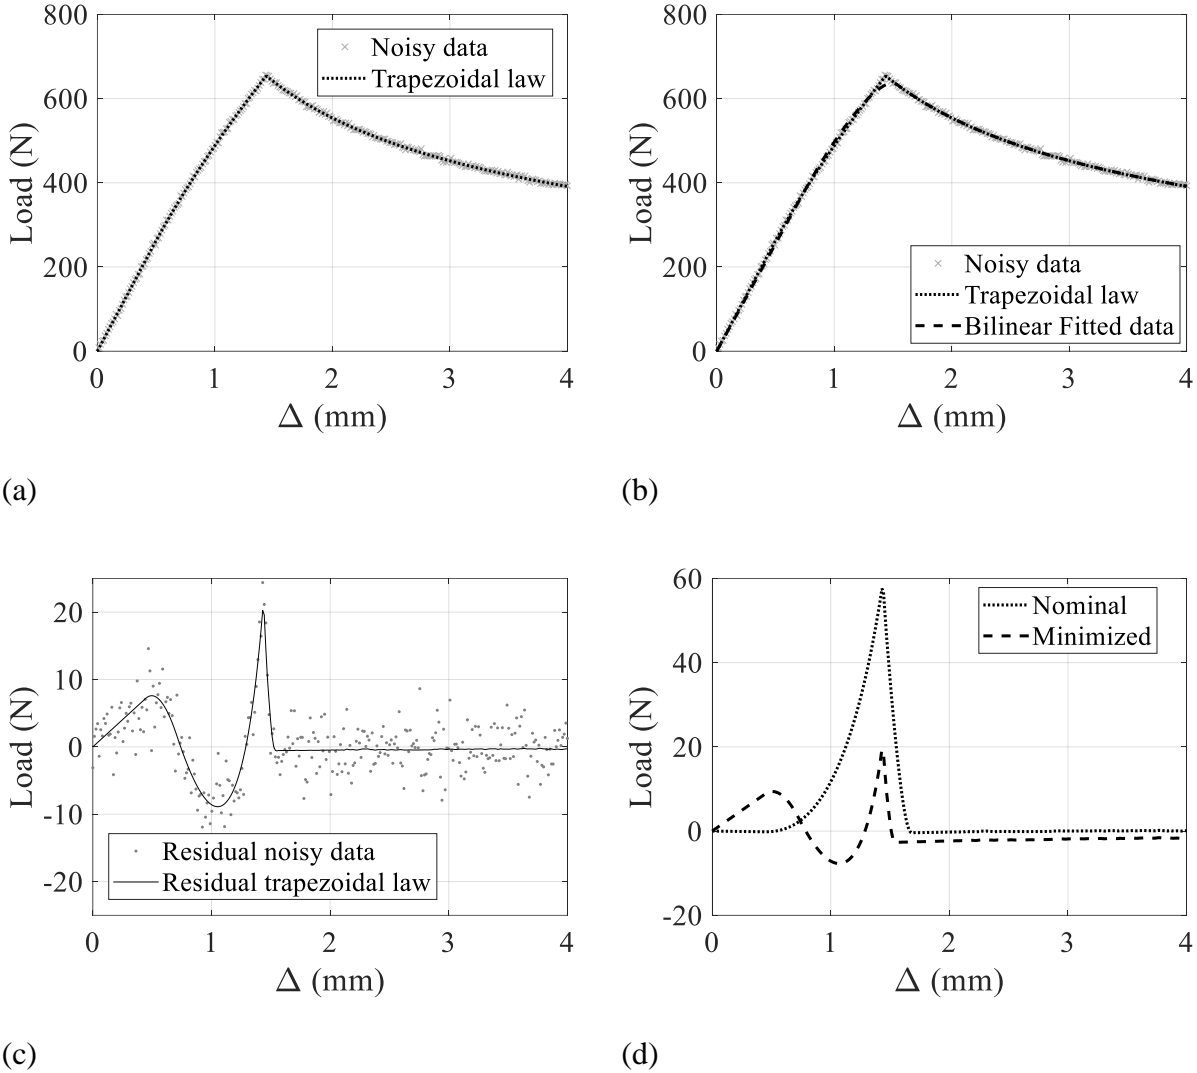 800
600
400
200
0
Load (N)
Noisy data
Trapezoidal law
0 1 2 3 4
Δ (mm)
(a)
800
600
400
200
0
Load (N)
Noisy data
Trapezoidal law
Bilinear Fitted data
0 1 2 3 4
Δ (mm)
(b)
20
10
0
-10
-20
Load (N)
Residual noisy data
Residual trapezoidal law
0 1 2 3 4
Δ (mm)
(c)
60
40
20
0
-20
Load (N)
Nominal
Minimized
0 1 2 3 4
Δ (mm)
(d)